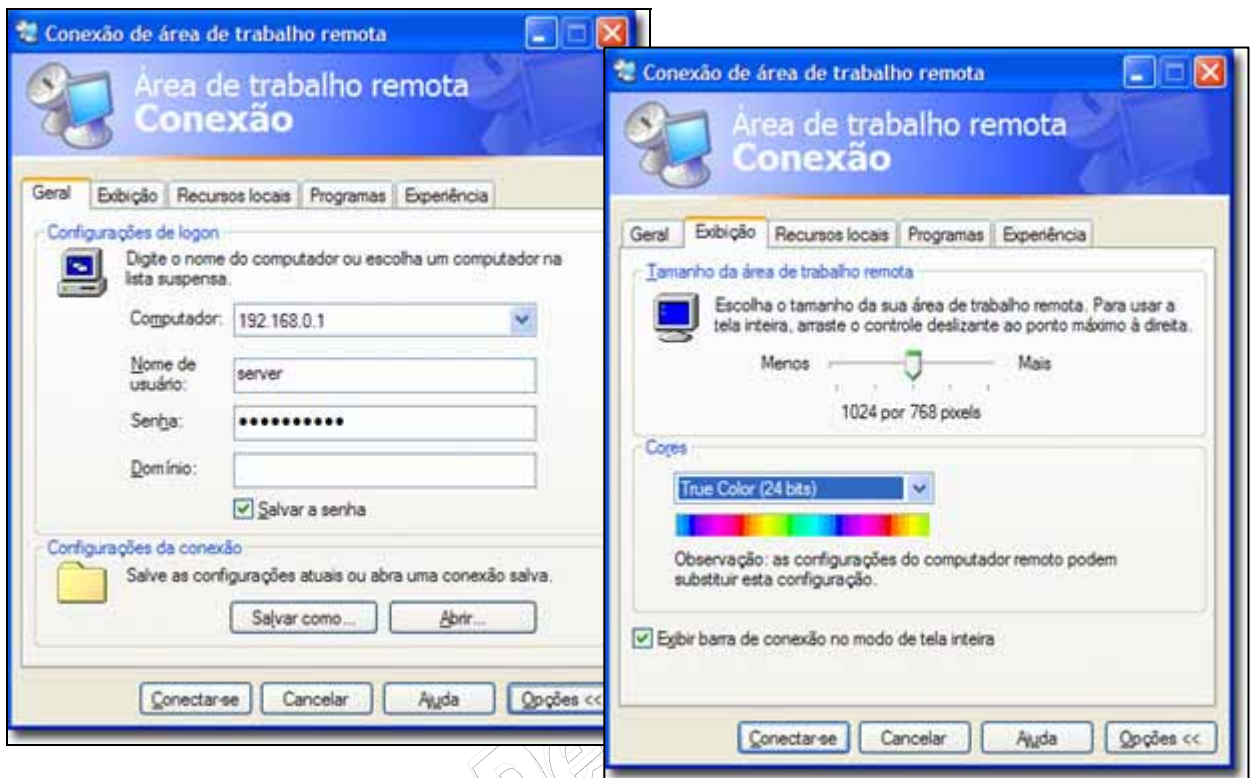 Conexão de área de trabalho remota
Área de trabalho remota
Conexão
Geral Exibição Recursos locais Programas Experiência
Configurações de logon
Digite o nome do computador ou escolha um computador na
lista suspensa.
Computador: 192.168.0.1
Nome de
usuário: server
Senha: ●●●●●●●●●●
Domínio:
Salvar a senha
Configurações da conexão
Salve as configurações atuais ou abra uma conexão salva.
Salvar como... Abrir...
Conectar-se Cancelar Ajuda Opções <<
Conexão de área de trabalho remota
Área de trabalho remota
Conexão
Geral Exibição Recursos locais Programas Experiência
Tamanho da área de trabalho remota
Escolha o tamanho da sua área de trabalho remota. Para usar a
tela inteira, arraste o controle deslizante ao ponto máximo à direita.
Menos Mais
1024 por 768 pixels
Cores
True Color (24 bits)
Observação: as configurações do computador remoto podem
substituir esta configuração.
Exibir barra de conexão no modo de tela inteira
Conectar-se Cancelar Ajuda Opções <<